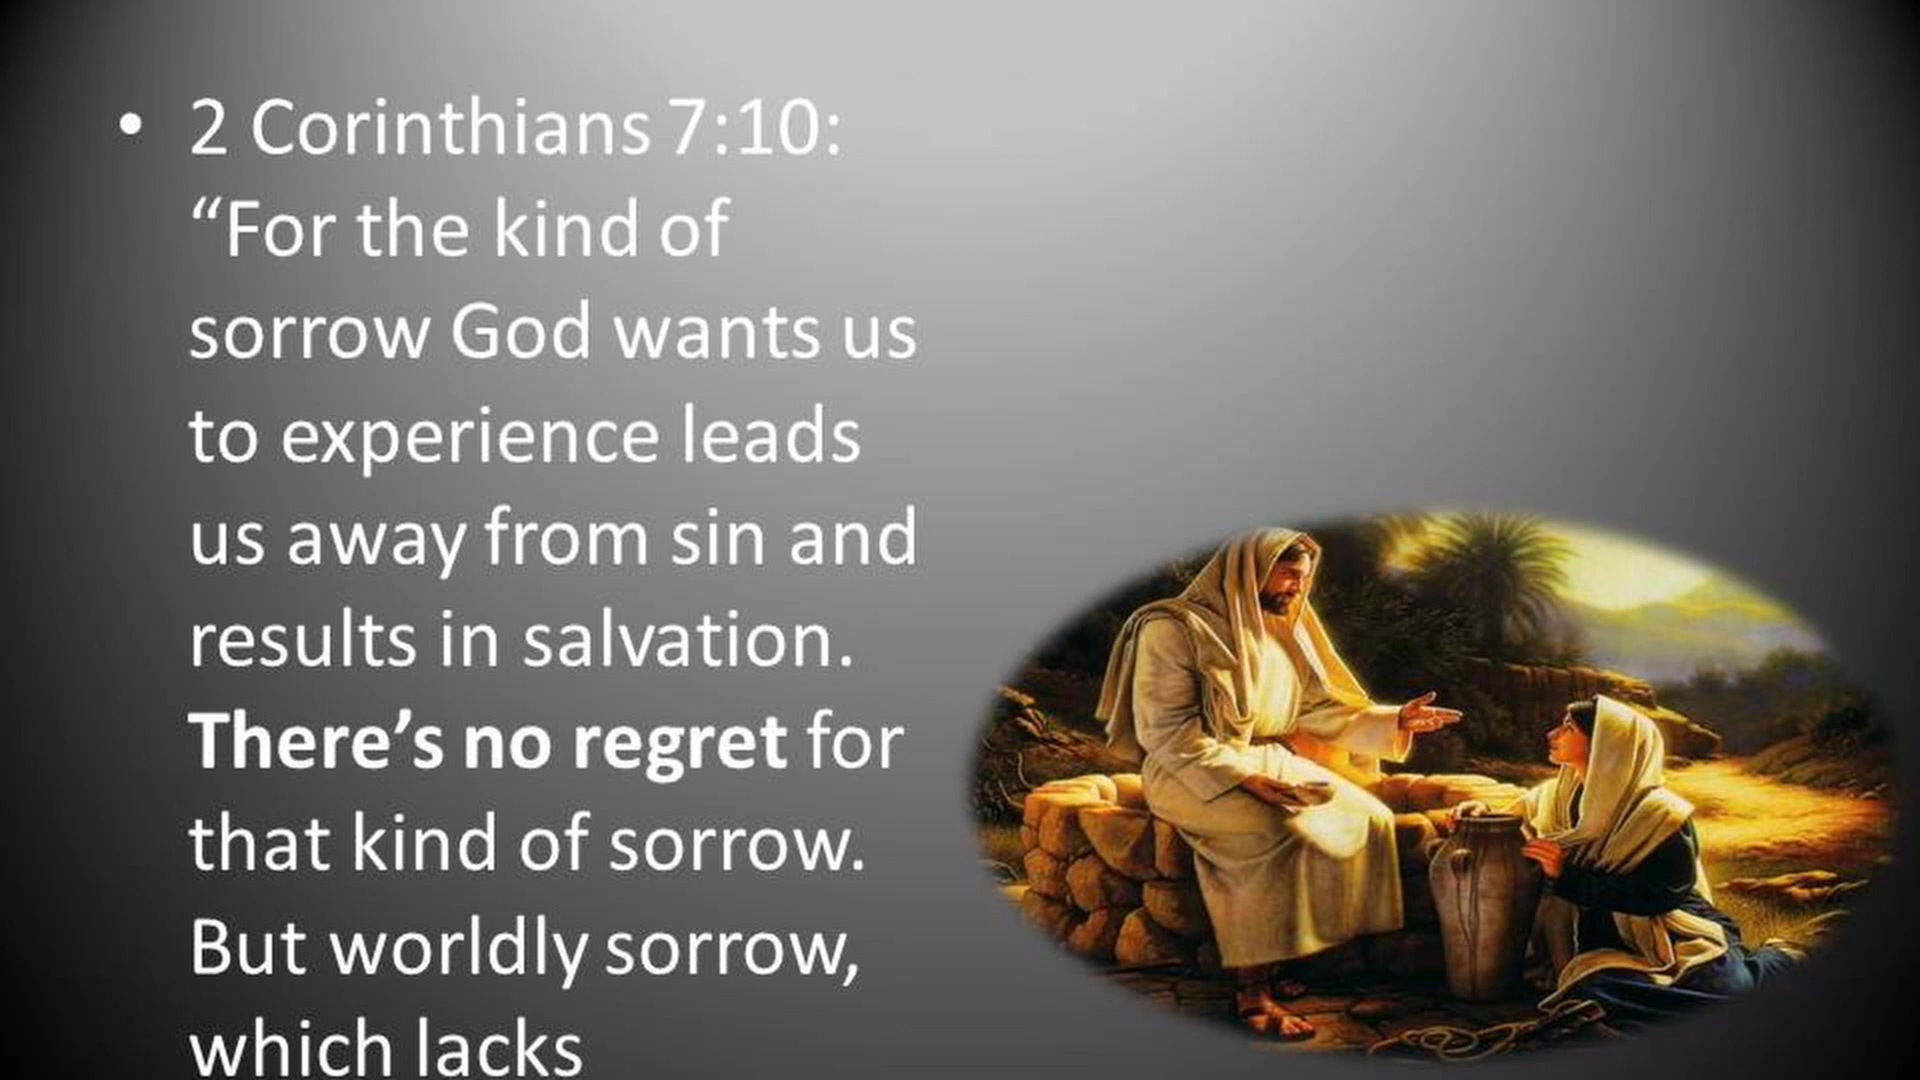 • 2 Corinthians 7:10:
“For the kind of
sorrow God wants us
to experience leads
us away from sin and
results in salvation.
There’s no regret for
that kind of sorrow.
But worldly sorrow,
which lacks